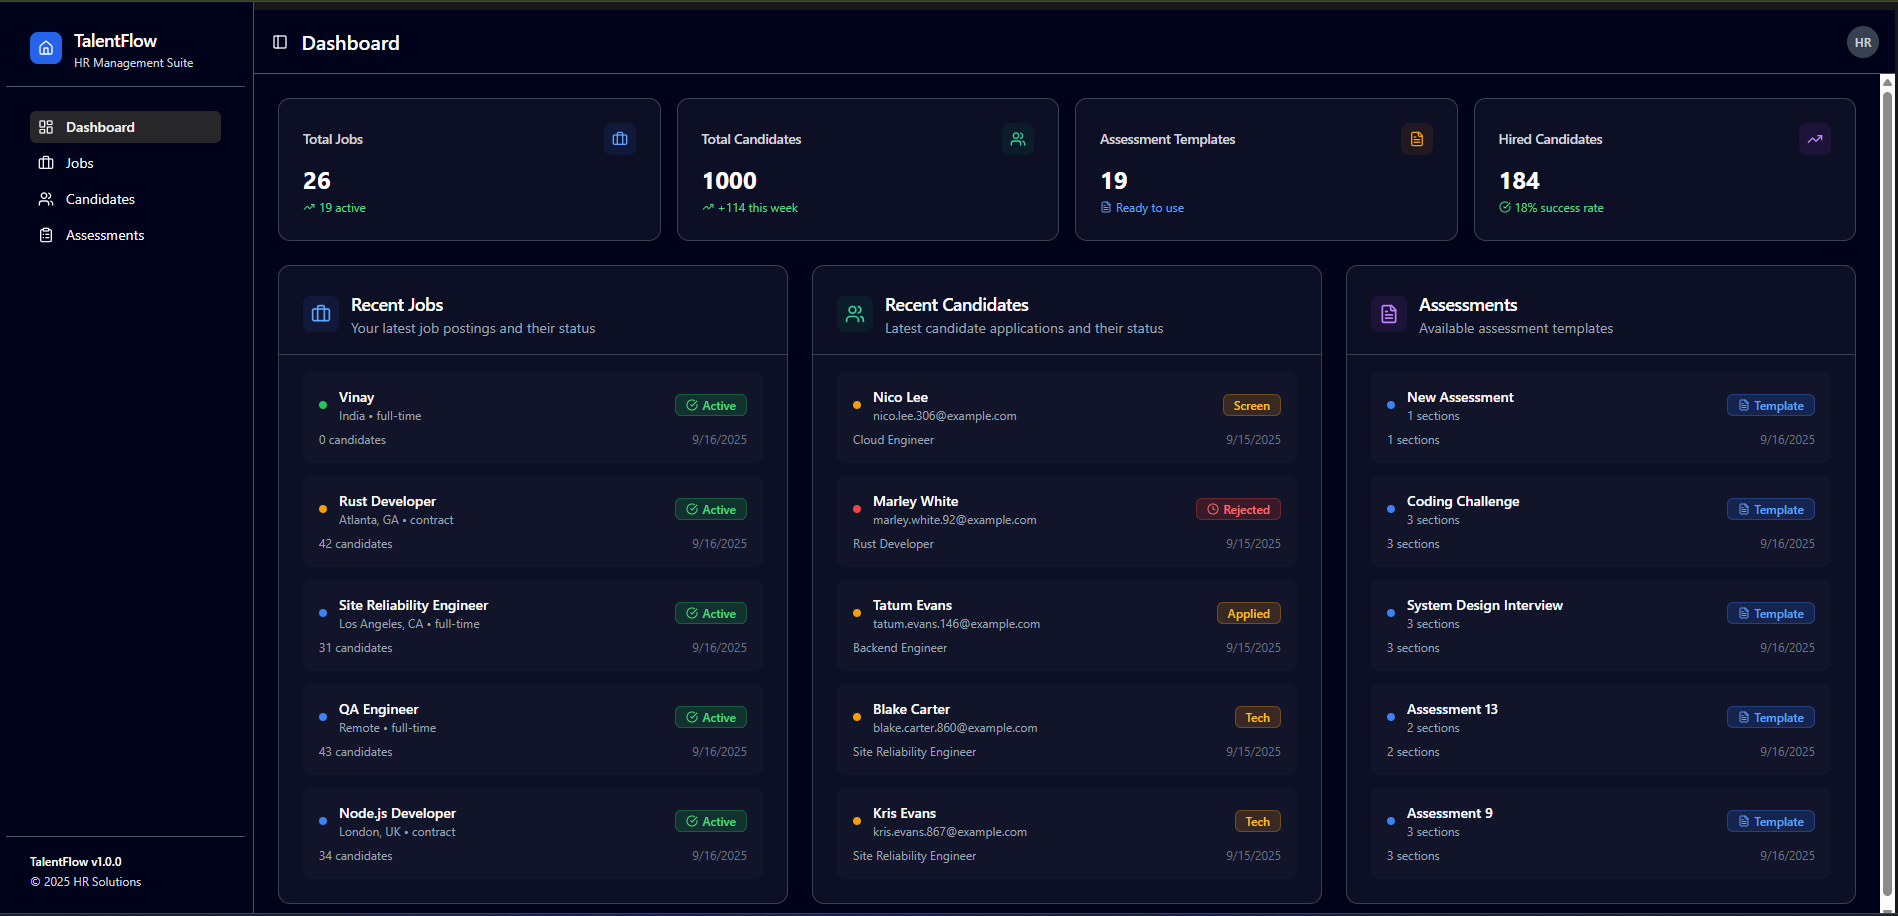 TalentFlow
HR Management Suite
Dashboard
Jobs
Candidates
Assessments
TalentFlow v1.0.0
© 2025 HR Solutions
Dashboard
HR
Total Jobs
26
19 active
Total Candidates
1000
+114 this week
Assessment Templates
19
Ready to use
Hired Candidates
184
18% success rate
Recent Jobs
Your latest job postings and their status
Vinay
Active
India • full-time
0 candidates 9/16/2025
Rust Developer
Active
Atlanta, GA • contract
42 candidates 9/16/2025
Site Reliability Engineer
Active
Los Angeles, CA • full-time
31 candidates 9/16/2025
QA Engineer
Active
Remote • full-time
43 candidates 9/16/2025
Node.js Developer
Active
London, UK • contract
34 candidates 9/16/2025
Recent Candidates
Latest candidate applications and their status
Nico Lee
Screen
nico.lee.306@example.com
Cloud Engineer 9/15/2025
Marley White
Rejected
marley.white.92@example.com
Rust Developer 9/15/2025
Tatum Evans
Applied
tatum.evans.146@example.com
Backend Engineer 9/15/2025
Blake Carter
Tech
blake.carter.860@example.com
Site Reliability Engineer 9/15/2025
Kris Evans
Tech
kris.evans.867@example.com
Site Reliability Engineer 9/15/2025
Assessments
Available assessment templates
New Assessment
Template
1 sections
1 sections 9/16/2025
Coding Challenge
Template
3 sections
3 sections 9/16/2025
System Design Interview
Template
3 sections
3 sections 9/16/2025
Assessment 13
Template
2 sections
2 sections 9/16/2025
Assessment 9
Template
3 sections
3 sections 9/16/2025